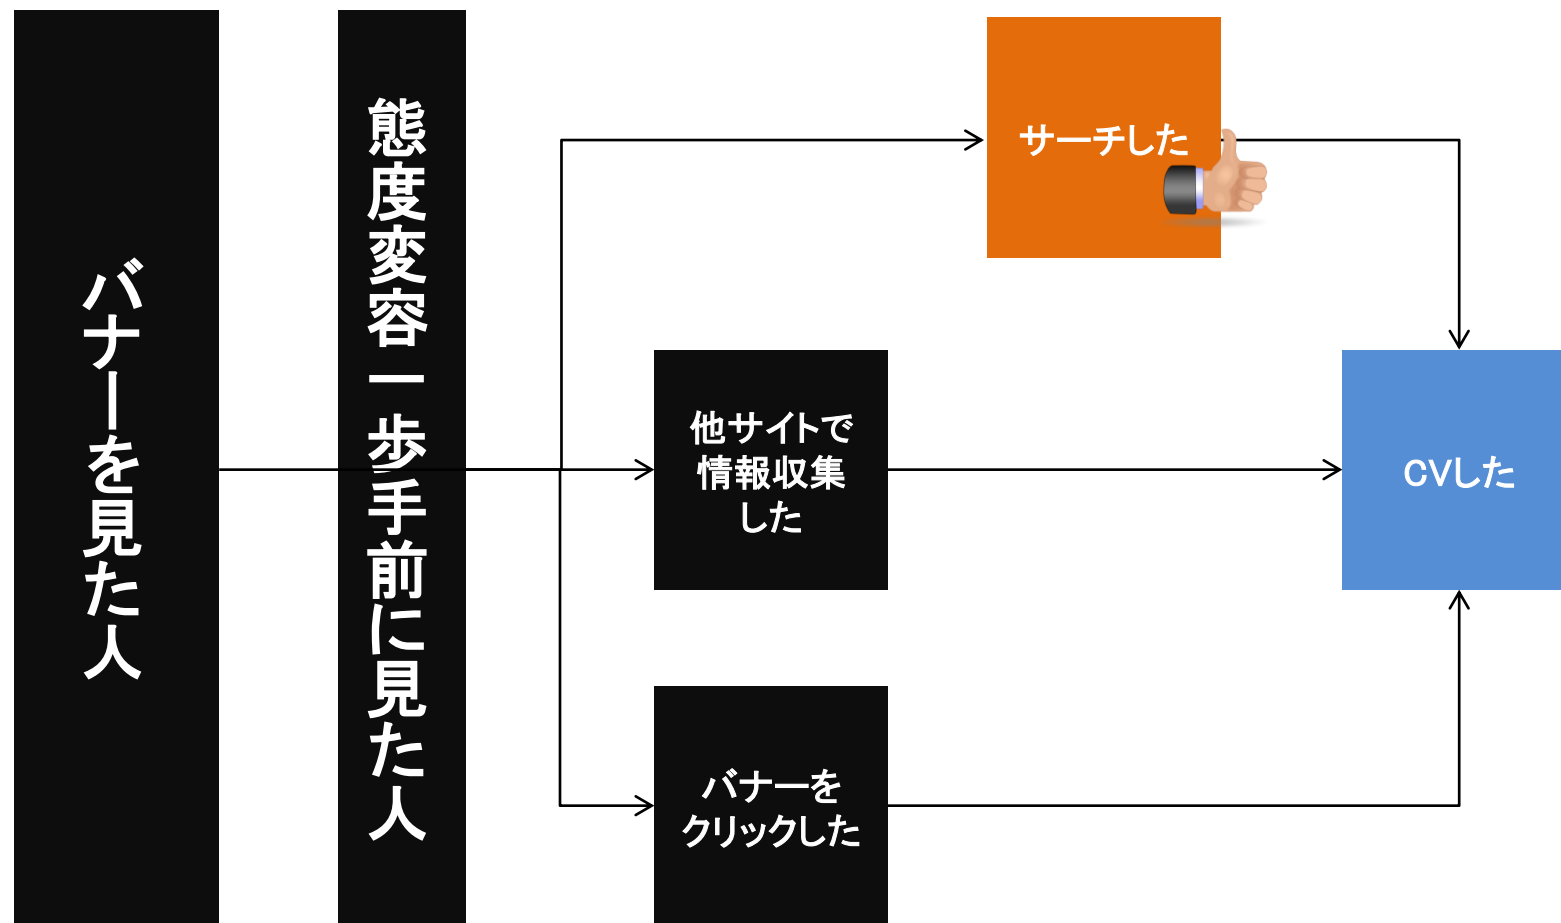 バナーを見た人
態度変容一歩手前に見た人
サーチした
他サイトで
情報収集
した
バナーを
クリックした
CVした